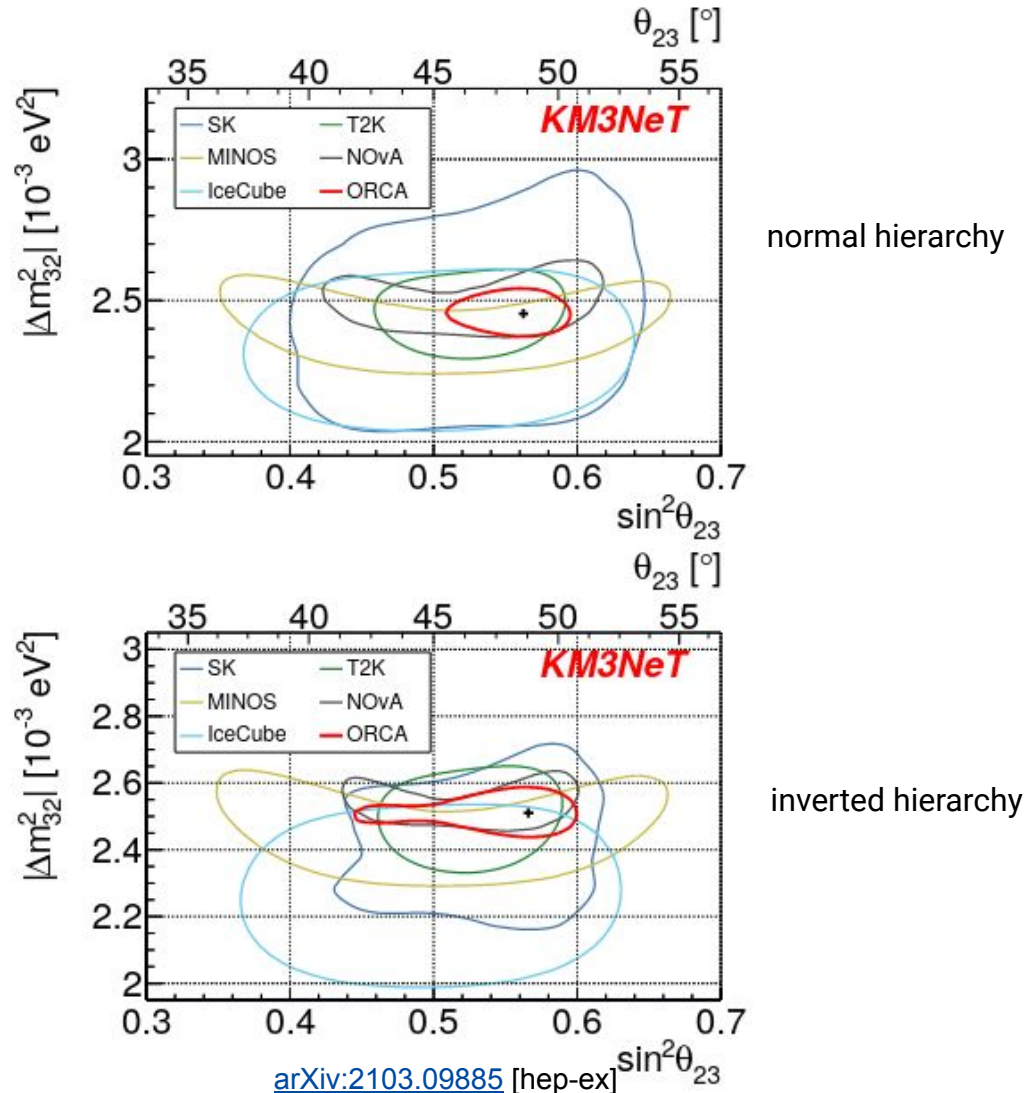 θ23 [°]
35 40 45 50 55
KM3NeT
SK T2K
MINOS NOvA
IceCube ORCA
|Δm²32| [10⁻³ eV²]
3
2.5
2
0.3 0.4 0.5 0.6 0.7
sin²θ23
normal hierarchy
θ23 [°]
35 40 45 50 55
KM3NeT
SK T2K
MINOS NOvA
IceCube ORCA
|Δm²32| [10⁻³ eV²]
3
2.8
2.6
2.4
2.2
2
0.3 0.4 0.5 0.6 0.7
sin²θ23
inverted hierarchy
arXiv:2103.09885 [hep-ex]